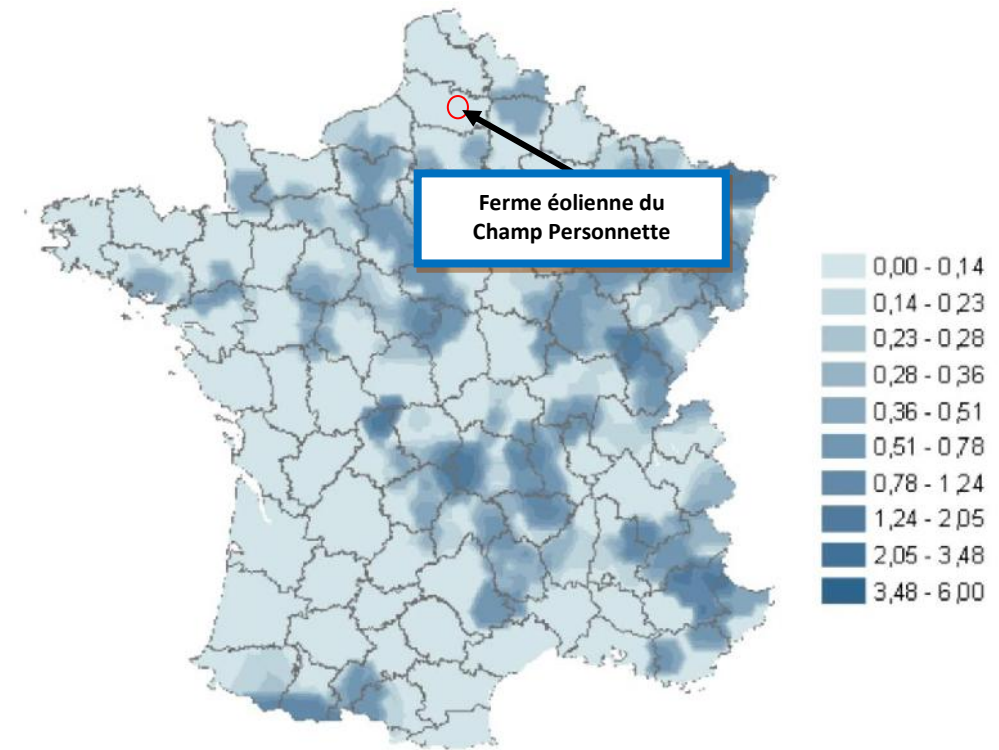 Ferme éolienne du
Champ Personnette
0,00 - 0,14
0,14 - 0,23
0,23 - 0,28
0,28 - 0,36
0,36 - 0,51
0,51 - 0,78
0,78 - 1,24
1,24 - 2,05
2,05 - 3,48
3,48 - 6,00